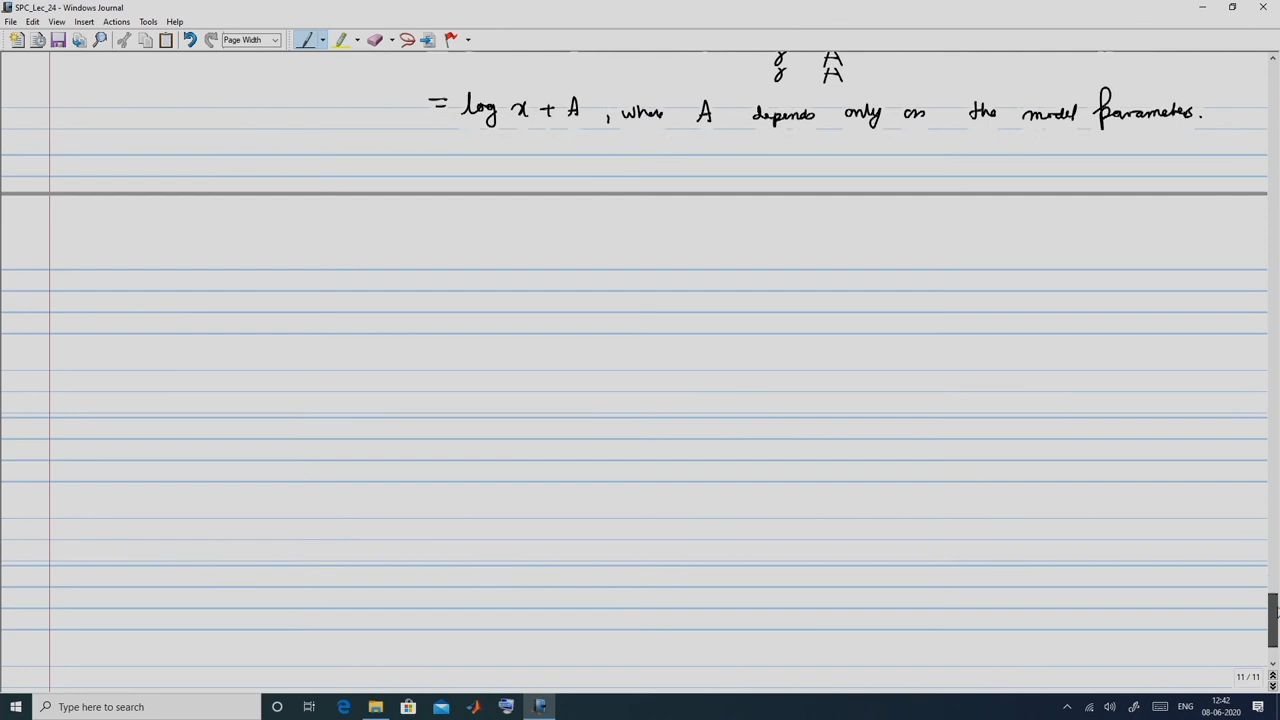 SPC_Lec_24 - Windows Journal
File Edit View Insert Actions Tools Help
Page Width
γ A
γ A
= log x + A , where A depends only on the model parameters.
11 / 11
Type here to search
ENG
12:42
08-06-2020